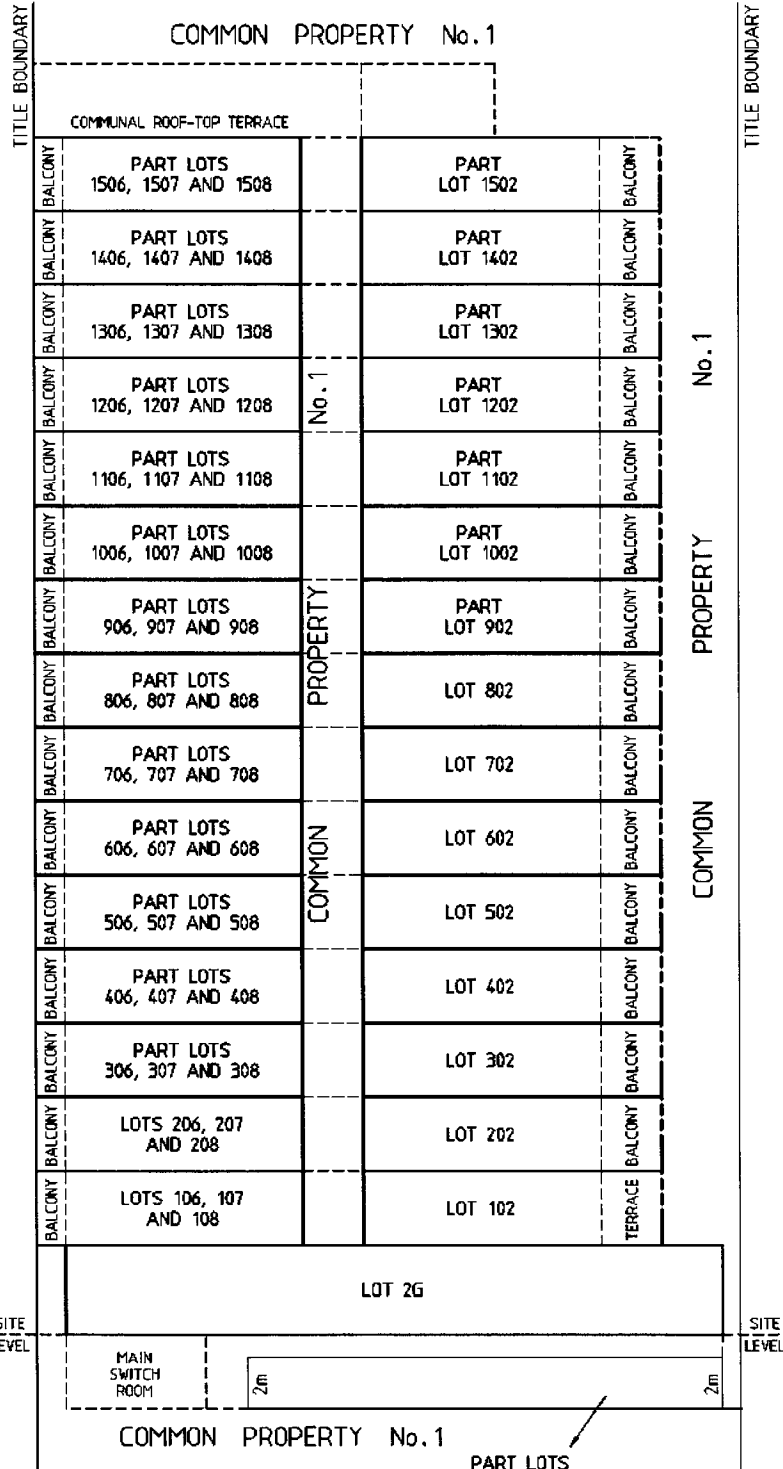 TITLE BOUNDARY
COMMON PROPERTY No.1
TITLE BOUNDARY
COMMUNAL ROOF-TOP TERRACE
BALCONY
PART LOTS
1506, 1507 AND 1508
PART
LOT 1502
BALCONY
BALCONY
PART LOTS
1406, 1407 AND 1408
PART
LOT 1402
BALCONY
BALCONY
PART LOTS
1306, 1307 AND 1308
PART
LOT 1302
BALCONY
BALCONY
PART LOTS
1206, 1207 AND 1208
PART
LOT 1202
BALCONY
BALCONY
PART LOTS
1106, 1107 AND 1108
PART
LOT 1102
BALCONY
BALCONY
PART LOTS
1006, 1007 AND 1008
PART
LOT 1002
BALCONY
BALCONY
PART LOTS
906, 907 AND 908
PART
LOT 902
BALCONY
BALCONY
PART LOTS
806, 807 AND 808
LOT 802
BALCONY
BALCONY
PART LOTS
706, 707 AND 708
LOT 702
BALCONY
BALCONY
PART LOTS
606, 607 AND 608
LOT 602
BALCONY
BALCONY
PART LOTS
506, 507 AND 508
LOT 502
BALCONY
BALCONY
PART LOTS
406, 407 AND 408
LOT 402
BALCONY
BALCONY
PART LOTS
306, 307 AND 308
LOT 302
BALCONY
BALCONY
LOTS 206, 207
AND 208
LOT 202
BALCONY
BALCONY
LOTS 106, 107
AND 108
LOT 102
TERRACE
COMMON PROPERTY No.1
COMMON PROPERTY No.1
LOT 2G
SITE
LEVEL
SITE
LEVEL
MAIN
SWITCH
ROOM
2m
2m
COMMON PROPERTY No.1
PART LOTS